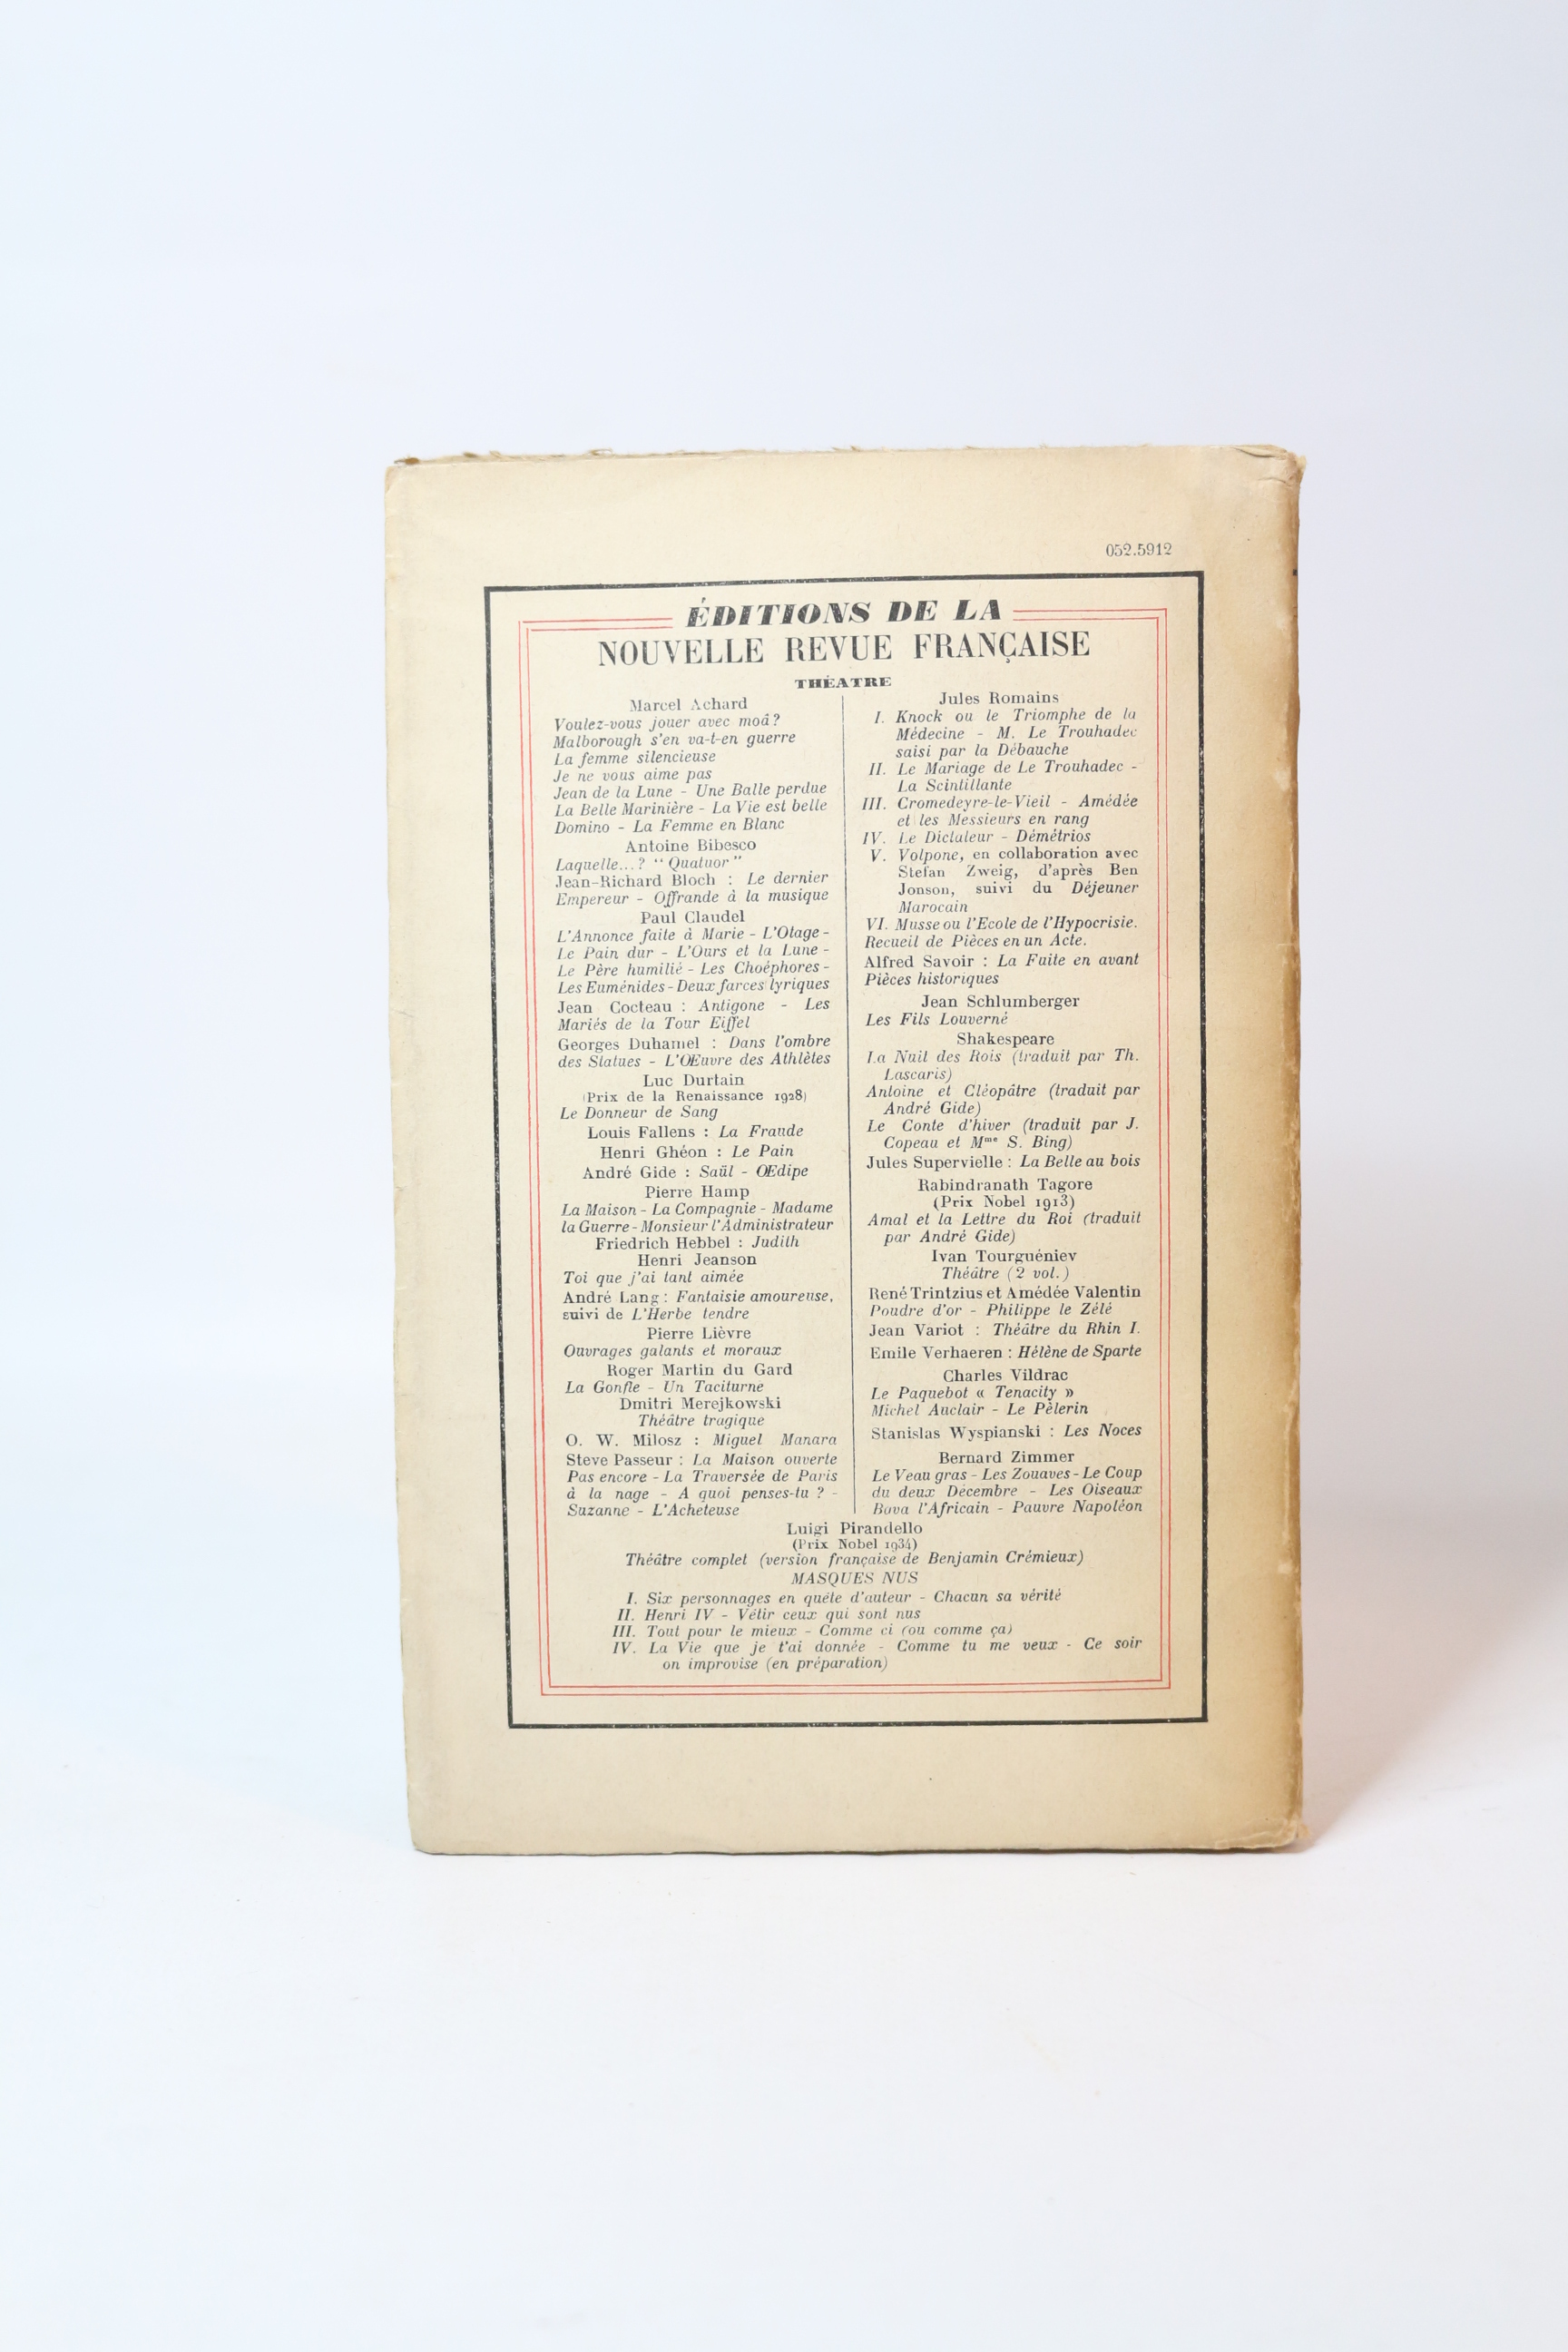 052.5912
ÉDITIONS DE LA
NOUVELLE REVUE FRANÇAISE
THÉATRE
Marcel Achard
Voulez-vous jouer avec moâ?
Malborough s'en va-t-en guerre
La femme silencieuse
Je ne vous aime pas
Jean de la Lune - Une Balle perdue
La Belle Marinière - La Vie est belle
Domino - La Femme en Blanc
Antoine Bibesco
Laquelle...? “Quatuor”
Jean-Richard Bloch : Le dernier
Empereur - Offrande à la musique
Paul Claudel
L'Annonce faite à Marie - L'Otage -
Le Pain dur - L'Ours et la Lune -
Le Père humilié - Les Choéphores -
Les Euménides - Deux farces lyriques
Jean Cocteau : Antigone - Les
Mariés de la Tour Eiffel
Georges Duhamel : Dans l'ombre
des Statues - L'Œuvre des Athlètes
Luc Durtain
(Prix de la Renaissance 1928)
Le Donneur de Sang
Louis Fallens : La Fraude
Henri Ghéon : Le Pain
André Gide : Saül - Œdipe
Pierre Hamp
La Maison - La Compagnie - Madame
la Guerre - Monsieur l'Administrateur
Friedrich Hebbel : Judith
Henri Jeanson
Toi que j'ai tant aimée
André Lang : Fantaisie amoureuse,
suivi de L'Herbe tendre
Pierre Lièvre
Ouvrages galants et moraux
Roger Martin du Gard
La Gonfle - Un Taciturne
Dmitri Merejkowski
Théâtre tragique
O. W. Milosz : Miguel Manara
Steve Passeur : La Maison ouverte
Pas encore - La Traversée de Paris
à la nage - A quoi penses-tu ? -
Suzanne - L'Acheteuse
Jules Romains
I. Knock ou le Triomphe de la
Médecine - M. Le Trouhadec
saisi par la Débauche
II. Le Mariage de Le Trouhadec -
La Scintillante
III. Cromedeyre-le-Vieil - Amédée
et les Messieurs en rang
IV. Le Dictateur - Démétrios
V. Volpone, en collaboration avec
Stefan Zweig, d'après Ben
Jonson, suivi du Déjeuner
Marocain
VI. Musse ou l'Ecole de l'Hypocrisie.
Recueil de Pièces en un Acte.
Alfred Savoir : La Fuite en avant
Pièces historiques
Jean Schlumberger
Les Fils Louverné
Shakespeare
La Nuit des Rois (traduit par Th.
Lascaris)
Antoine et Cléopâtre (traduit par
André Gide)
Le Conte d'hiver (traduit par J.
Copeau et Mme S. Bing)
Jules Supervielle : La Belle au bois
Rabindranath Tagore
(Prix Nobel 1913)
Amal et la Lettre du Roi (traduit
par André Gide)
Ivan Tourguéniev
Théâtre (2 vol.)
René Trintzius et Amédée Valentin
Poudre d'or - Philippe le Zélé
Jean Variot : Théâtre du Rhin I.
Emile Verhaeren : Hélène de Sparte
Charles Vildrac
Le Paquebot « Tenacity »
Michel Auclair - Le Pèlerin
Stanislas Wyspianski : Les Noces
Bernard Zimmer
Le Veau gras - Les Zouaves - Le Coup
du deux Décembre - Les Oiseaux
Bava l'Africain - Pauvre Napoléon
Luigi Pirandello
(Prix Nobel 1934)
Théâtre complet (version française de Benjamin Crémieux)
MASQUES NUS
I. Six personnages en quête d'auteur - Chacun sa vérité
II. Henri IV - Vêtir ceux qui sont nus
III. Tout pour le mieux - Comme ci (ou comme ça)
IV. La Vie que je t'ai donnée - Comme tu me veux - Ce soir
on improvise (en préparation)